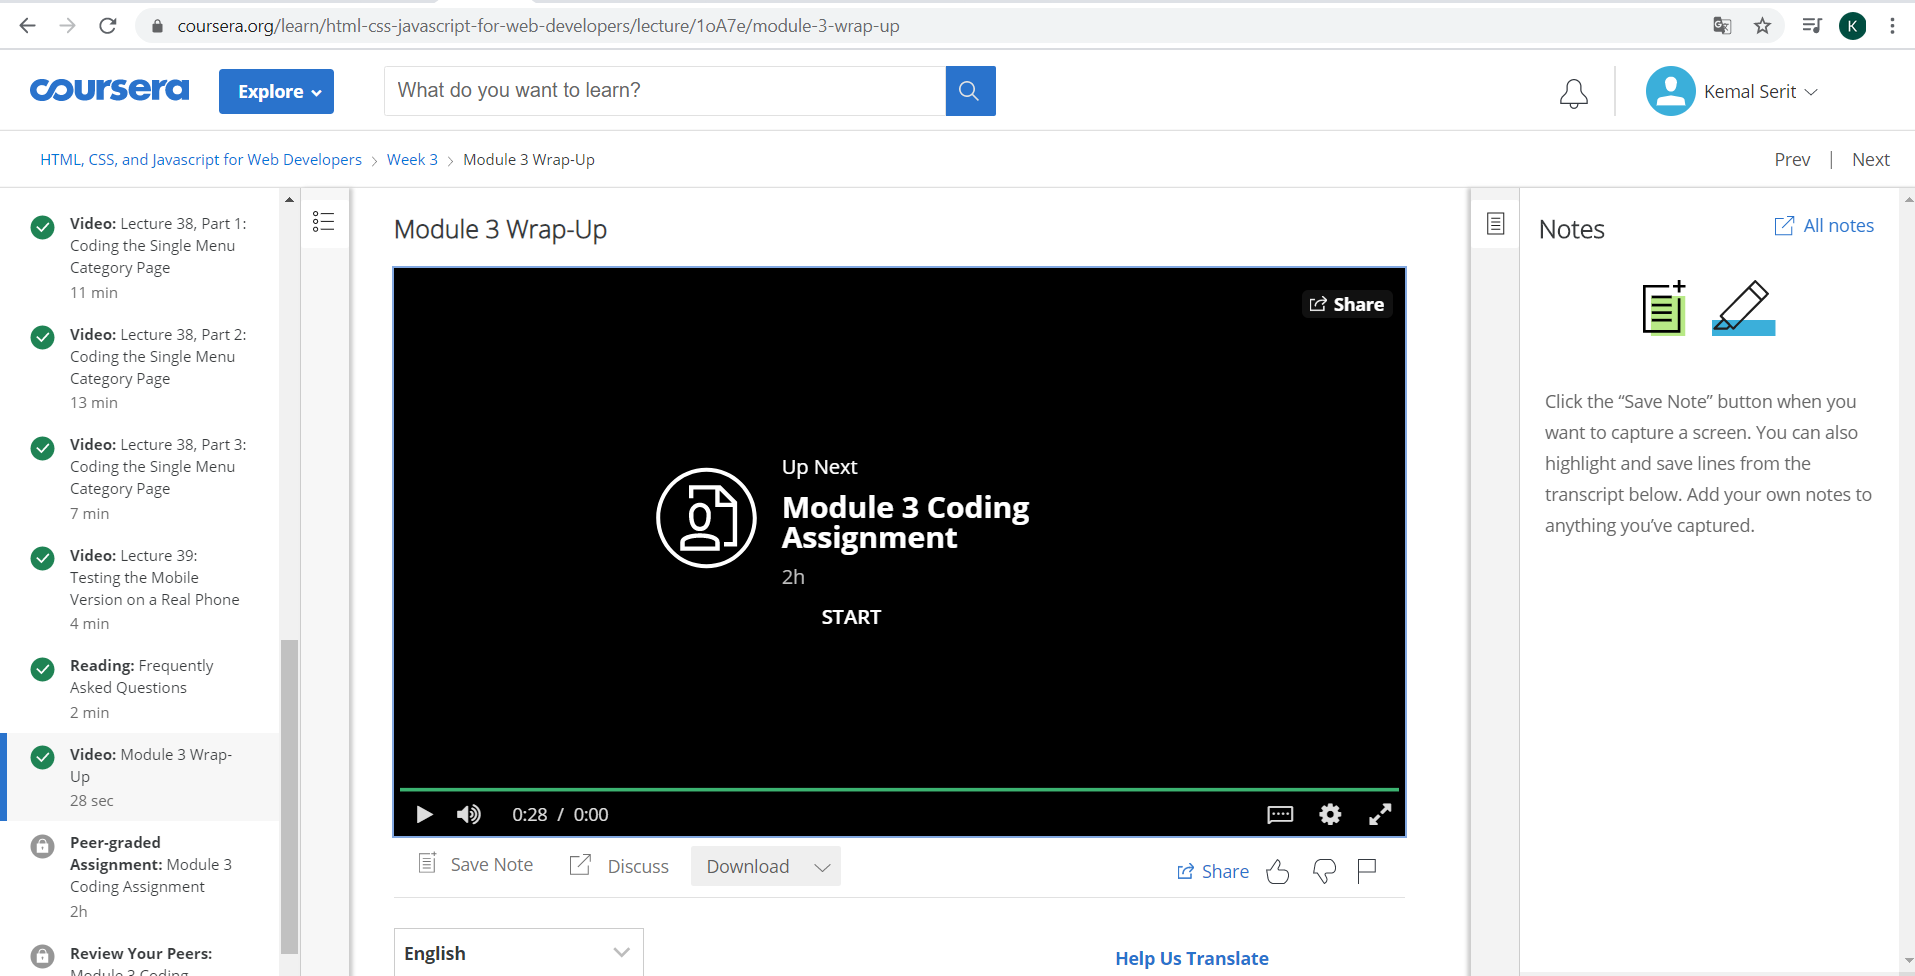 coursera.org/learn/html-css-javascript-for-web-developers/lecture/1oA7e/module-3-wrap-up
K
coursera
Explore
What do you want to learn?
Kemal Serit
HTML, CSS, and Javascript for Web Developers > Week 3 > Module 3 Wrap-Up
Prev | Next
Video: Lecture 38, Part 1:
Coding the Single Menu
Category Page
11 min
Video: Lecture 38, Part 2:
Coding the Single Menu
Category Page
13 min
Video: Lecture 38, Part 3:
Coding the Single Menu
Category Page
7 min
Video: Lecture 39:
Testing the Mobile
Version on a Real Phone
4 min
Reading: Frequently
Asked Questions
2 min
Video: Module 3 Wrap-
Up
28 sec
Peer-graded
Assignment: Module 3
Coding Assignment
2h
Review Your Peers:
Module 3 Coding
Module 3 Wrap-Up
Share
Up Next
Module 3 Coding
Assignment
2h
START
0:28 / 0:00
Save Note
Discuss
Download
Share
English
Help Us Translate
Notes
All notes
Click the “Save Note” button when you
want to capture a screen. You can also
highlight and save lines from the
transcript below. Add your own notes to
anything you’ve captured.